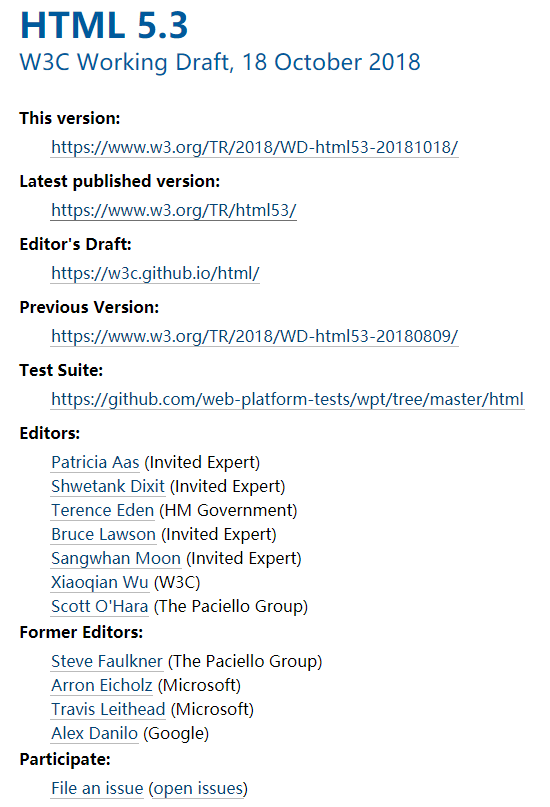 HTML 5.3
W3C Working Draft, 18 October 2018
This version:
https://www.w3.org/TR/2018/WD-html53-20181018/
Latest published version:
https://www.w3.org/TR/html53/
Editor's Draft:
https://w3c.github.io/html/
Previous Version:
https://www.w3.org/TR/2018/WD-html53-20180809/
Test Suite:
https://github.com/web-platform-tests/wpt/tree/master/html
Editors:
Patricia Aas (Invited Expert)
Shwetank Dixit (Invited Expert)
Terence Eden (HM Government)
Bruce Lawson (Invited Expert)
Sangwhan Moon (Invited Expert)
Xiaoqian Wu (W3C)
Scott O'Hara (The Paciello Group)
Former Editors:
Steve Faulkner (The Paciello Group)
Arron Eicholz (Microsoft)
Travis Leithead (Microsoft)
Alex Danilo (Google)
Participate:
File an issue (open issues)